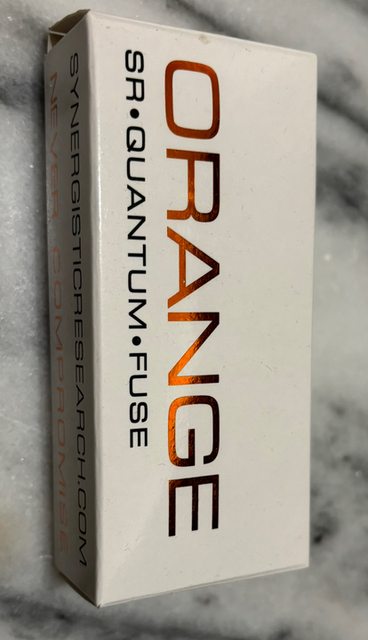 ORANGE
SR•QUANTUM•FUSE
SYNERGISTICRESEARCH.COM
NEVER COMPROMISE